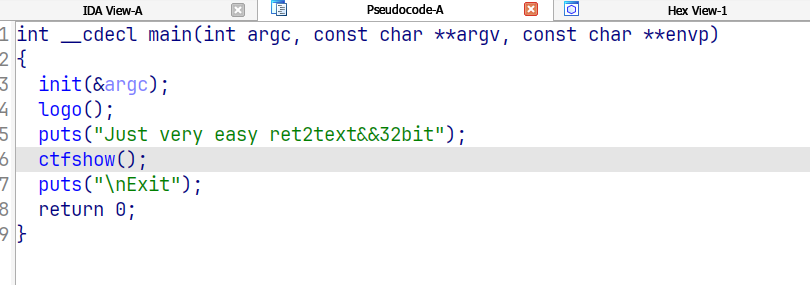 IDA View-A Pseudocode-A Hex View-1
1 int __cdecl main(int argc, const char **argv, const char **envp)
2 {
3   init(&argc);
4   logo();
5   puts("Just very easy ret2text&&32bit");
6   ctfshow();
7   puts("\nExit");
8   return 0;
9 }